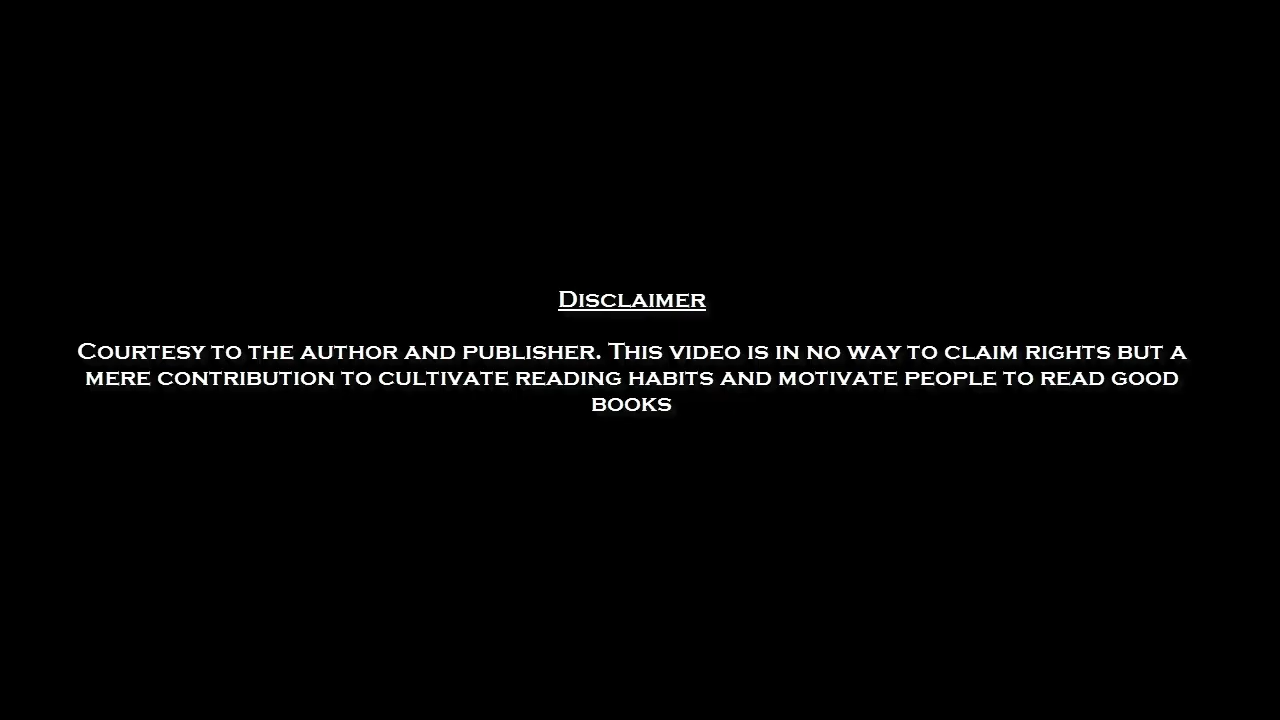 Disclaimer
Courtesy to the author and publisher. This video is in no way to claim rights but a
mere contribution to cultivate reading habits and motivate people to read good
books